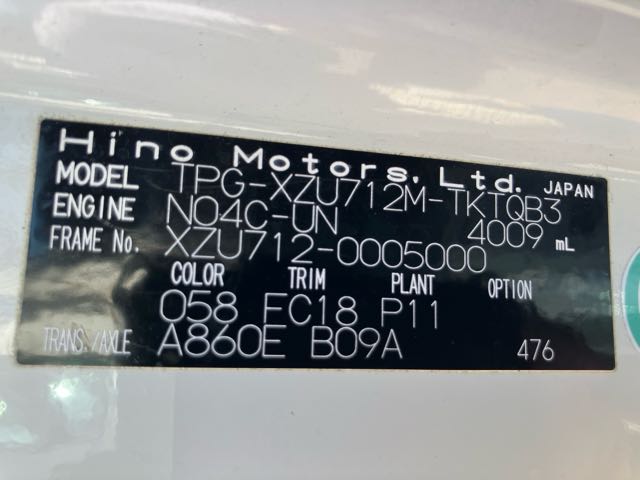 Hino Motors, Ltd. JAPAN
MODEL TPG-XZU712M-TKTQB3
ENGINE N04C-UN 4009 mL
FRAME No. XZU712-0005000
COLOR TRIM PLANT OPTION
058 FC18 P11
TRANS./AXLE A860E B09A 476